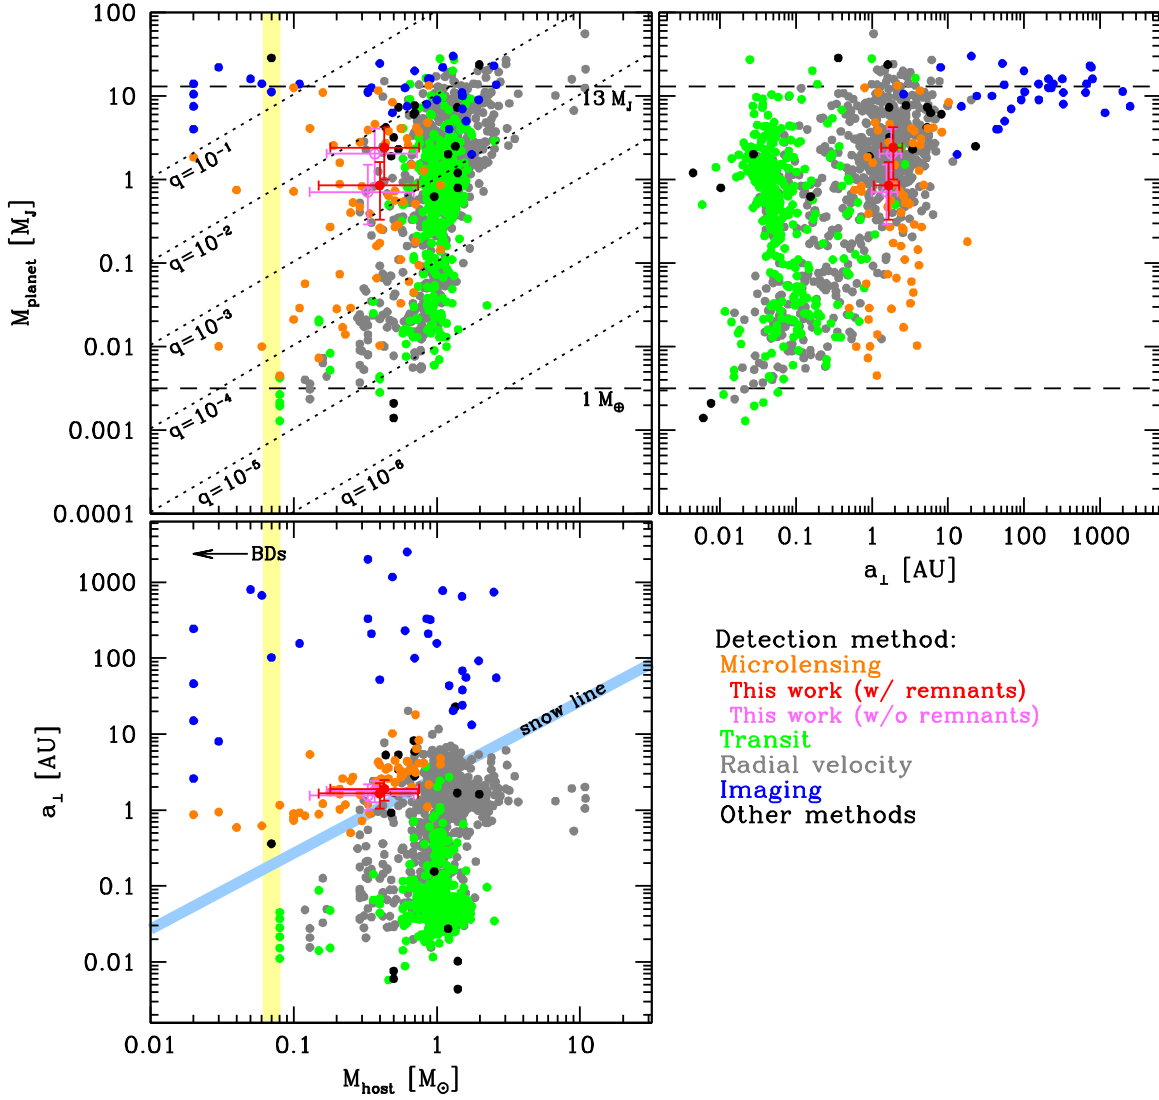 100
10
1
0.1
0.01
0.001
0.0001
M_planet [M_J]
13 M_J
1 M_⊕
q=10⁻¹
q=10⁻²
q=10⁻³
q=10⁻⁴
q=10⁻⁵
q=10⁻⁶
0.01 0.1 1 10 100 1000
a_⊥ [AU]
BDs
1000
100
10
1
0.1
0.01
a_⊥ [AU]
snow line
0.01 0.1 1 10
M_host [M_⊙]
Detection method:
Microlensing
This work (w/ remnants)
This work (w/o remnants)
Transit
Radial velocity
Imaging
Other methods